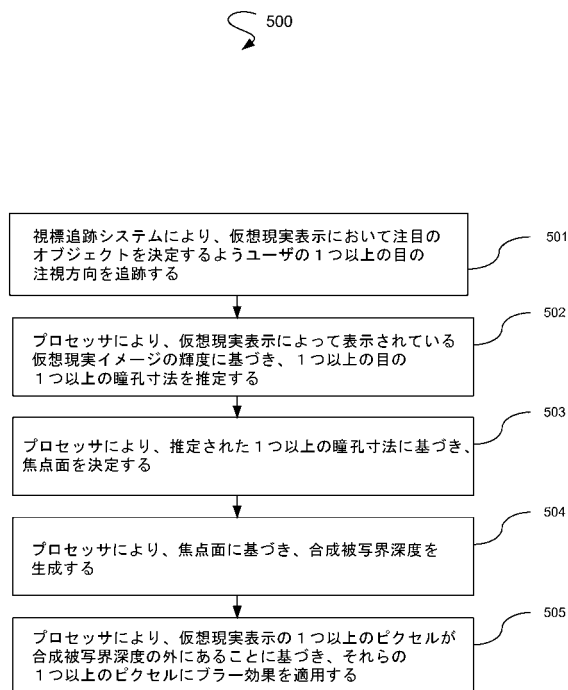 500
視標追跡システムにより、仮想現実表示において注目の
オブジェクトを決定するようユーザの1つ以上の目の
注視方向を追跡する
501
プロセッサにより、仮想現実表示によって表示されている
仮想現実イメージの輝度に基づき、1つ以上の目の
1つ以上の瞳孔寸法を推定する
502
プロセッサにより、推定された1つ以上の瞳孔寸法に基づき、
焦点面を決定する
503
プロセッサにより、焦点面に基づき、合成被写界深度を
生成する
504
プロセッサにより、仮想現実表示の1つ以上のピクセルが
合成被写界深度の外にあることに基づき、それらの
1つ以上のピクセルにブラー効果を適用する
505